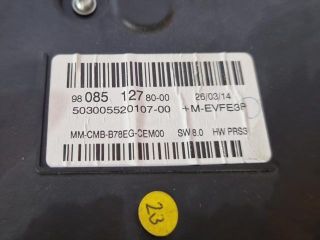 98 085 127 80-00 26/03/14
503005520107-00 +M-EVFE3P
MM-CMB-B78EG-CEM00 SW 8.0 HW PRS3
23